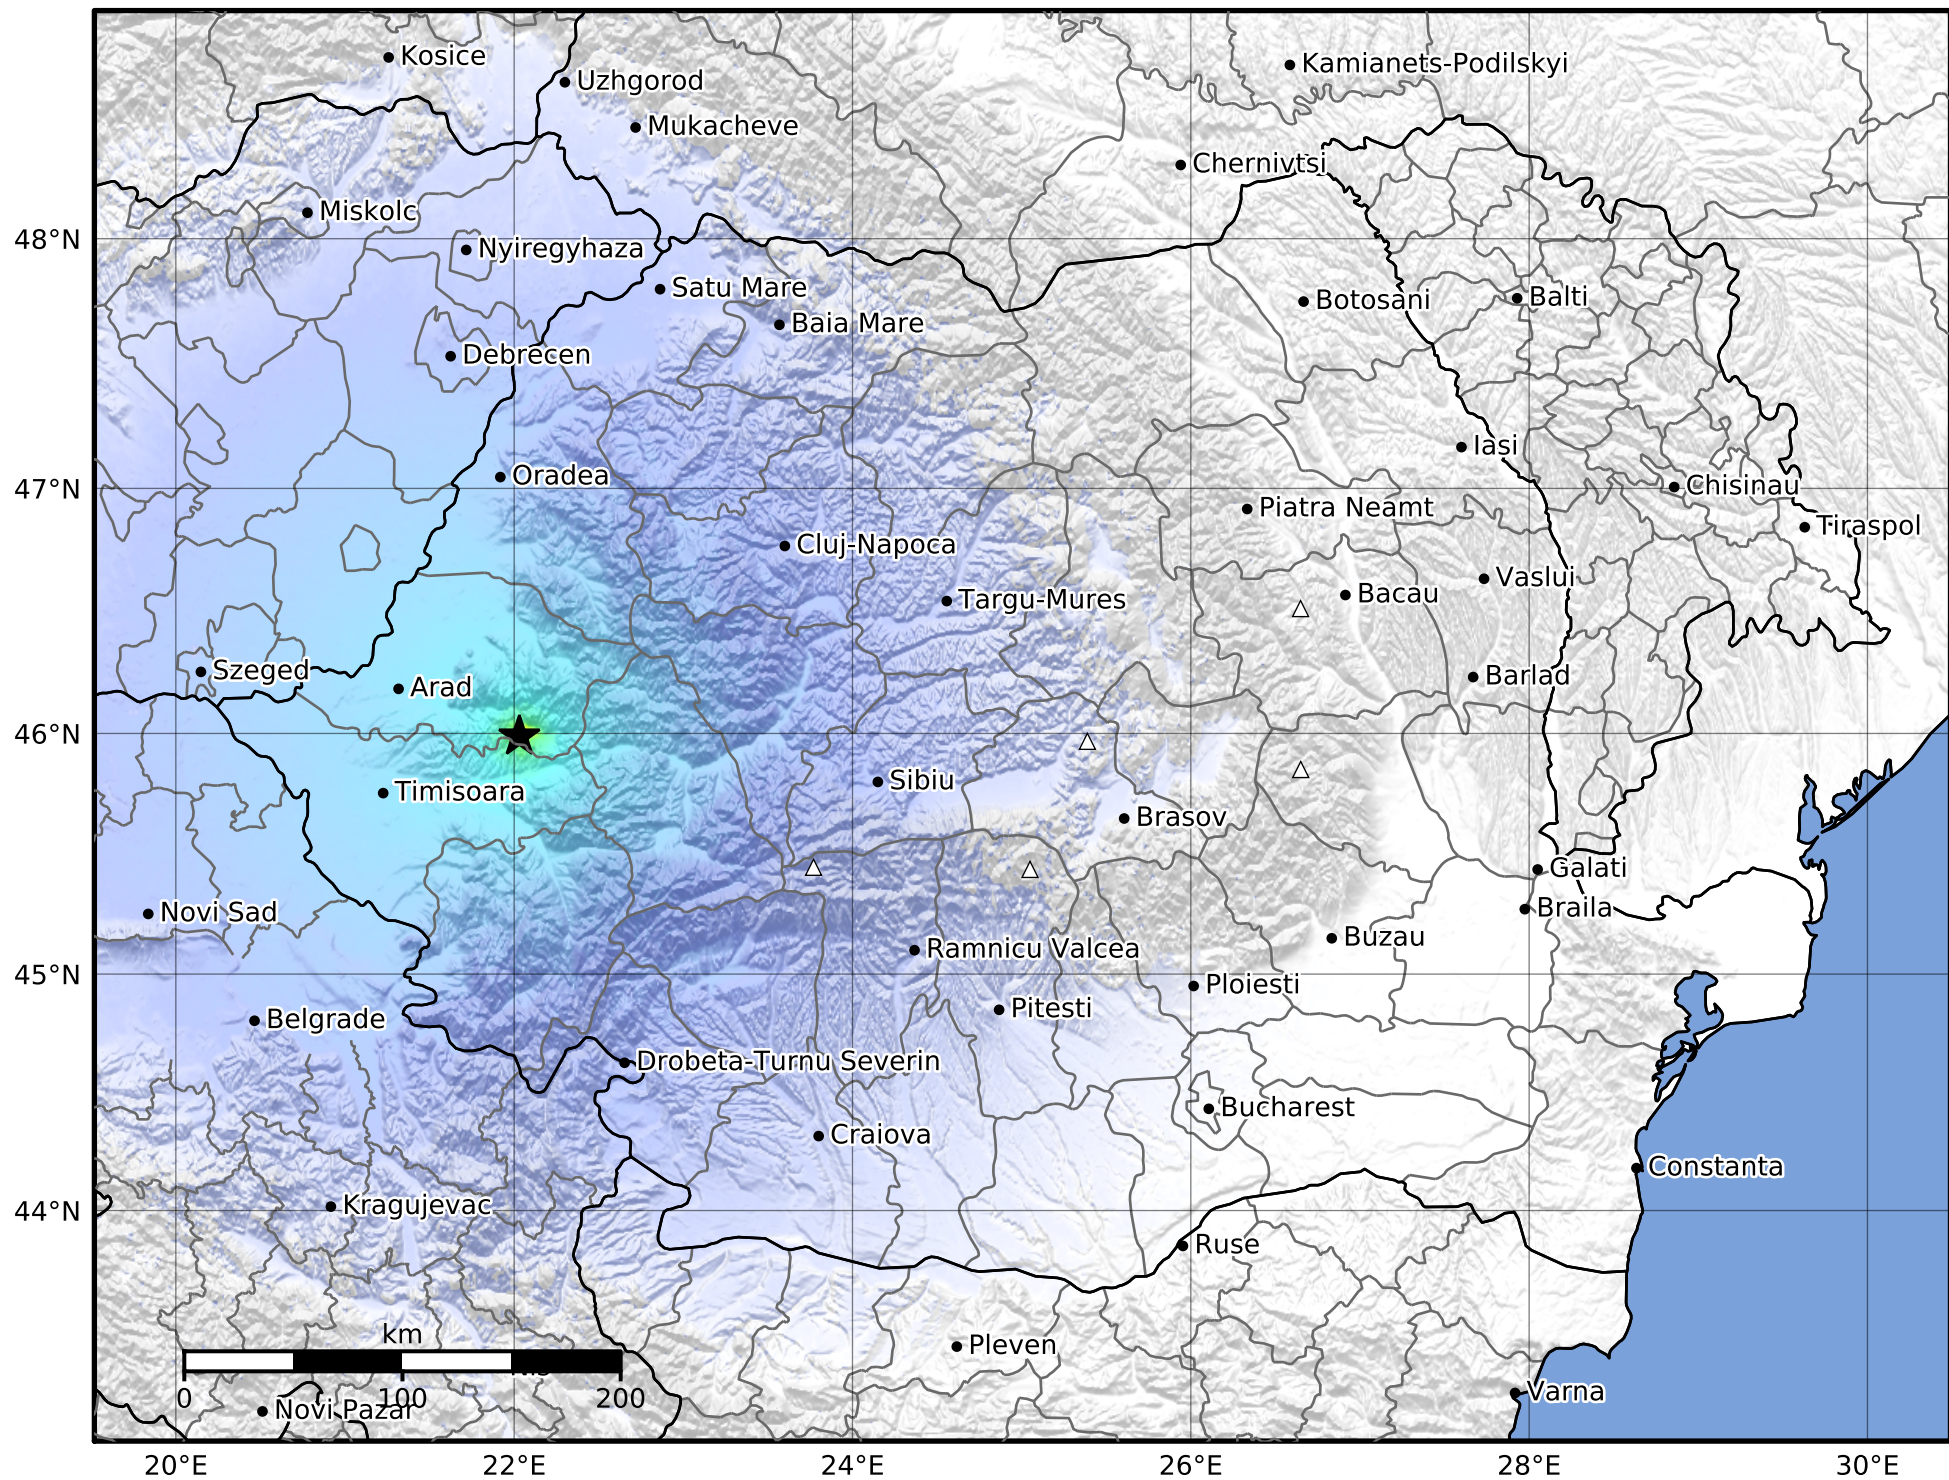 Kosice
Uzhgorod
Kamianets-Podilskyi
Mukacheve
Chernivtsi
Miskolc
48°N
Nyiregyhaza
Satu Mare
Botosani
Balti
Baia Mare
Debrecen
Iasi
Oradea
47°N
Chisinau
Piatra Neamt
Tiraspol
Cluj-Napoca
Vaslui
Bacau
Targu-Mures
Szeged
Barlad
Arad
46°N
Sibiu
Timisoara
Brasov
Galati
Braila
Novi Sad
Buzau
Ramnicu Valcea
45°N
Ploiesti
Pitesti
Belgrade
Drobeta-Turnu Severin
Bucharest
Craiova
Constanta
Kragujevac
44°N
Ruse
km
Pleven
Varna
0 100 200
Novi Pazar
20°E 22°E 24°E 26°E 28°E 30°E